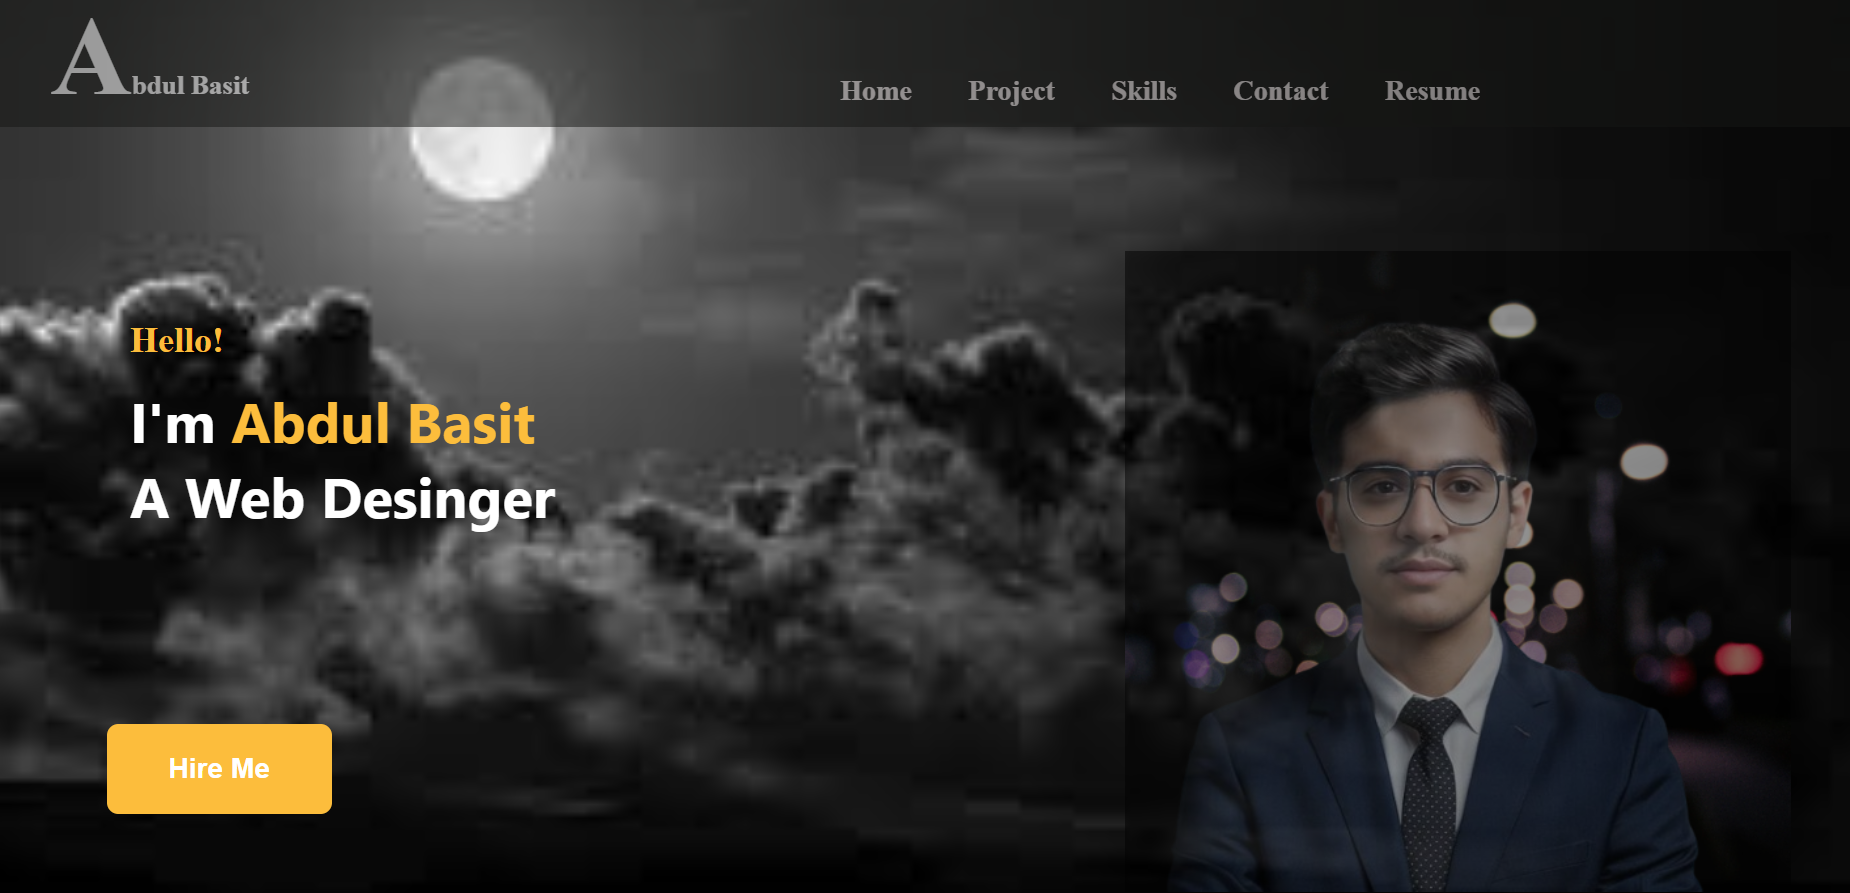 Abdul Basit
Home Project Skills Contact Resume
Hello!
I'm Abdul Basit
A Web Desinger
Hire Me